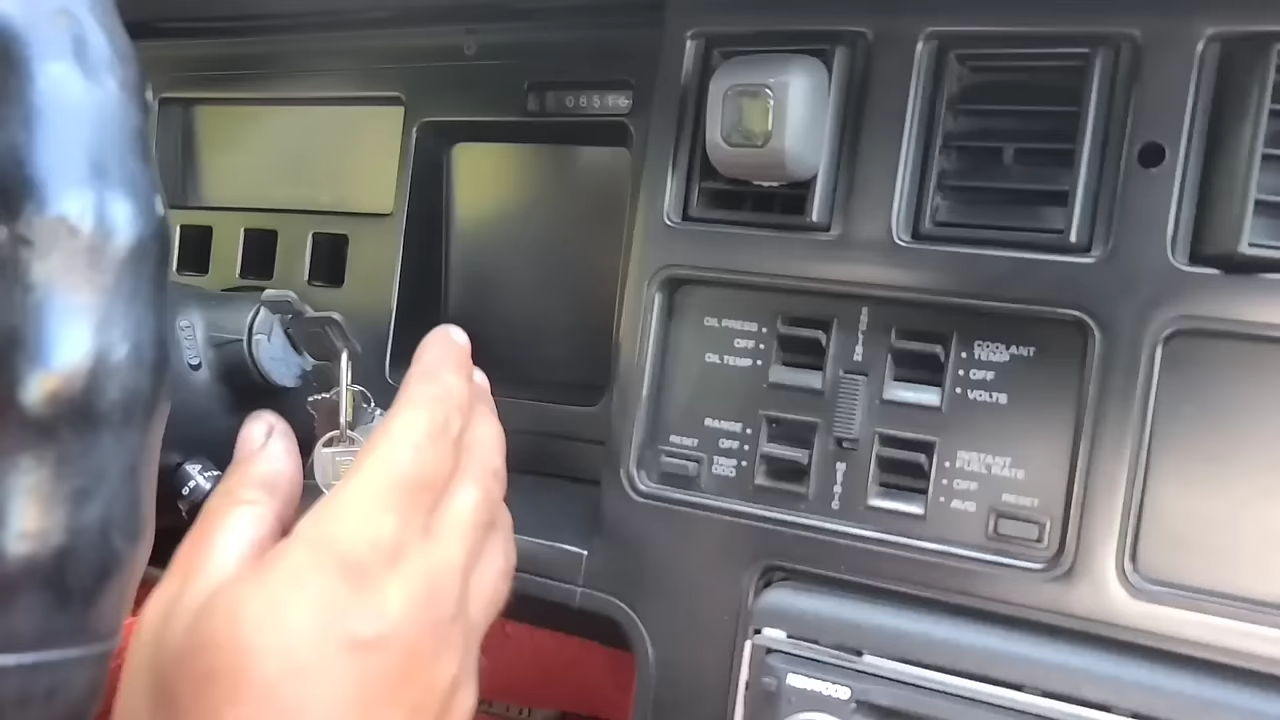 OIL PRESS
OFF
OIL TEMP
ENGLISH
COOLANT
TEMP
OFF
VOLTS
RANGE
OFF
TRIP
ODO
RESET
INSTANT
FUEL RATE
OFF
AVG
RESET
KENWOOD